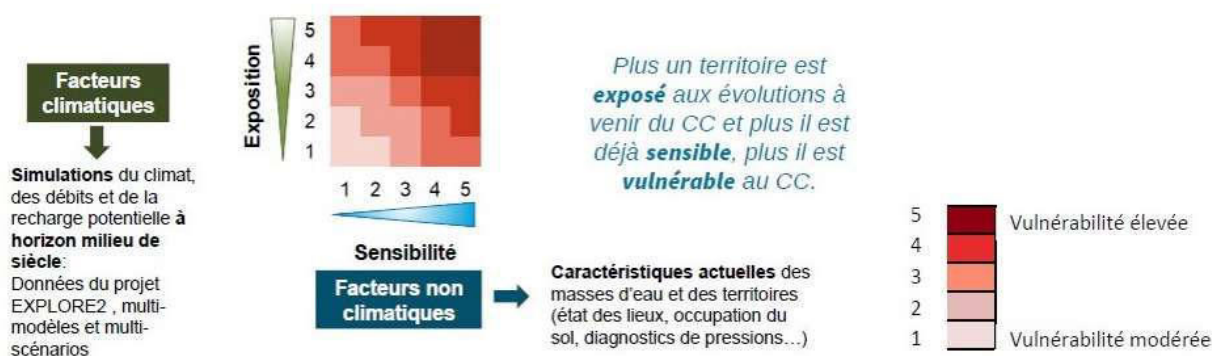 Facteurs
climatiques
Simulations du climat,
des débits et de la
recharge potentielle à
horizon milieu de
siècle:
Données du projet
EXPLORE2 , multi-
modèles et multi-
scénarios
Exposition
5
4
3
2
1
1 2 3 4 5
Sensibilité
Facteurs non
climatiques
Caractéristiques actuelles des
masses d'eau et des territoires
(état des lieux, occupation du
sol, diagnostics de pressions…)
Plus un territoire est
exposé aux évolutions à
venir du CC et plus il est
déjà sensible, plus il est
vulnérable au CC.
5 Vulnérabilité élevée
4
3
2
1 Vulnérabilité modérée